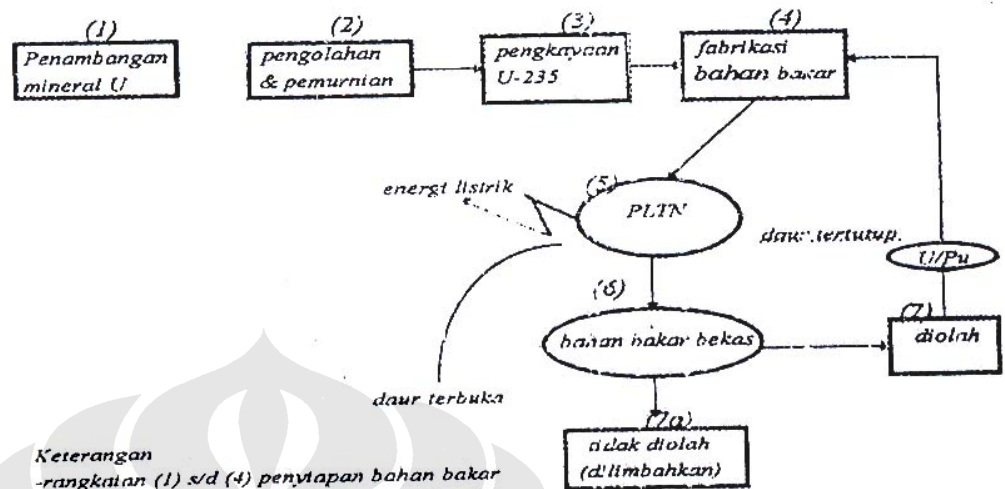 (1)
Penambangan
mineral U
(2)
pengolahan
& pemurnian
(3)
pengkayaan
U-235
(4)
fabrikasi
bahan bakar
energi listrik
(5)
PLTN
daur tertutup.
U/Pu
(6)
bahan bakar bekas
(7)
diolah
daur terbuka
(7a)
tidak diolah
(dilimbahkan)
Keterangan
-rangkaian (1) s/d (4) penyiapan bahan bakar